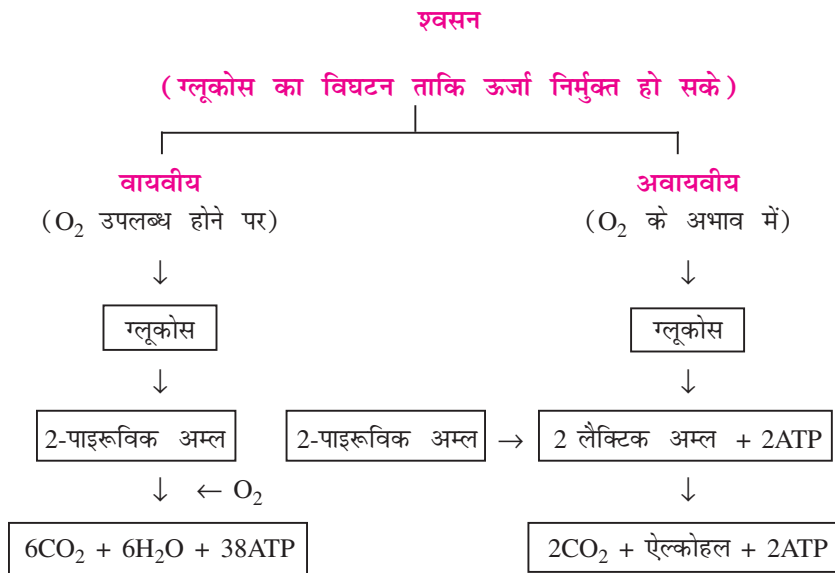 श्वसन
(ग्लूकोस का विघटन ताकि ऊर्जा निर्मुक्त हो सके)
वायवीय
(O₂ उपलब्ध होने पर)
↓
ग्लूकोस
↓
2-पाइरूविक अम्ल
↓ ← O₂
6CO₂ + 6H₂O + 38ATP
अवायवीय
(O₂ के अभाव में)
↓
ग्लूकोस
↓
2-पाइरूविक अम्ल → 2 लैक्टिक अम्ल + 2ATP
↓
2CO₂ + ऐल्कोहल + 2ATP